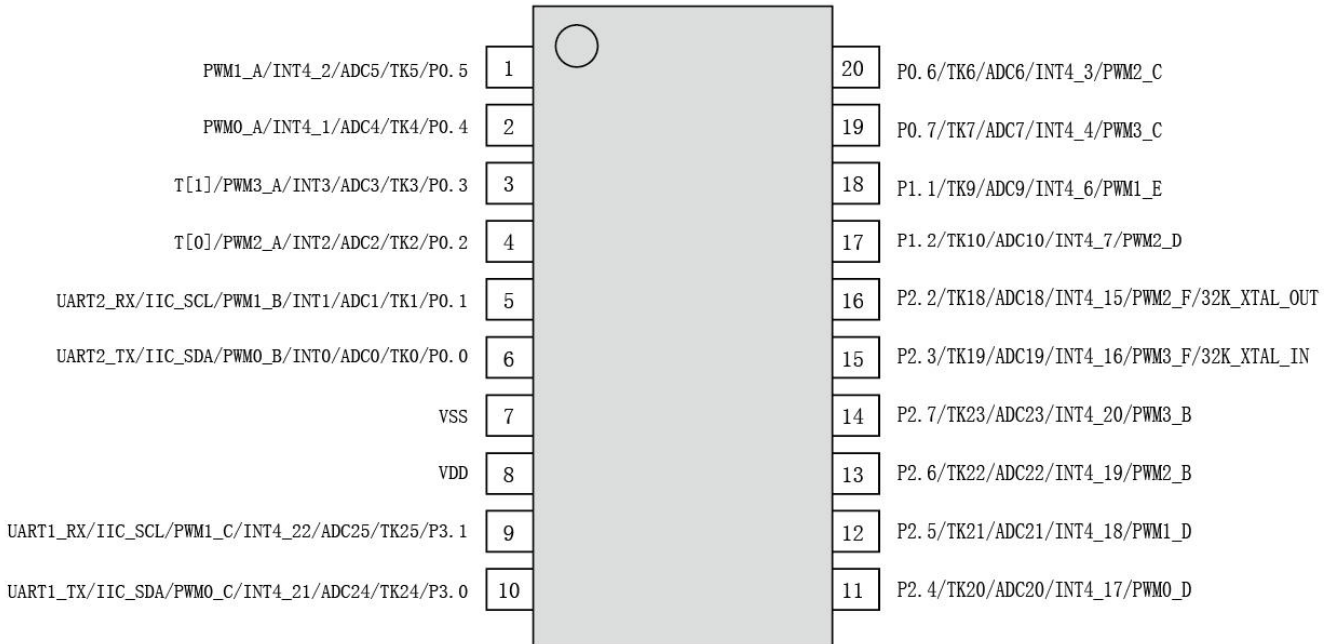 PWM1_A/INT4_2/ADC5/TK5/P0.5 1 20 P0.6/TK6/ADC6/INT4_3/PWM2_C
PWM0_A/INT4_1/ADC4/TK4/P0.4 2 19 P0.7/TK7/ADC7/INT4_4/PWM3_C
T[1]/PWM3_A/INT3/ADC3/TK3/P0.3 3 18 P1.1/TK9/ADC9/INT4_6/PWM1_E
T[0]/PWM2_A/INT2/ADC2/TK2/P0.2 4 17 P1.2/TK10/ADC10/INT4_7/PWM2_D
UART2_RX/IIC_SCL/PWM1_B/INT1/ADC1/TK1/P0.1 5 16 P2.2/TK18/ADC18/INT4_15/PWM2_F/32K_XTAL_OUT
UART2_TX/IIC_SDA/PWM0_B/INT0/ADC0/TK0/P0.0 6 15 P2.3/TK19/ADC19/INT4_16/PWM3_F/32K_XTAL_IN
VSS 7 14 P2.7/TK23/ADC23/INT4_20/PWM3_B
VDD 8 13 P2.6/TK22/ADC22/INT4_19/PWM2_B
UART1_RX/IIC_SCL/PWM1_C/INT4_22/ADC25/TK25/P3.1 9 12 P2.5/TK21/ADC21/INT4_18/PWM1_D
UART1_TX/IIC_SDA/PWM0_C/INT4_21/ADC24/TK24/P3.0 10 11 P2.4/TK20/ADC20/INT4_17/PWM0_D